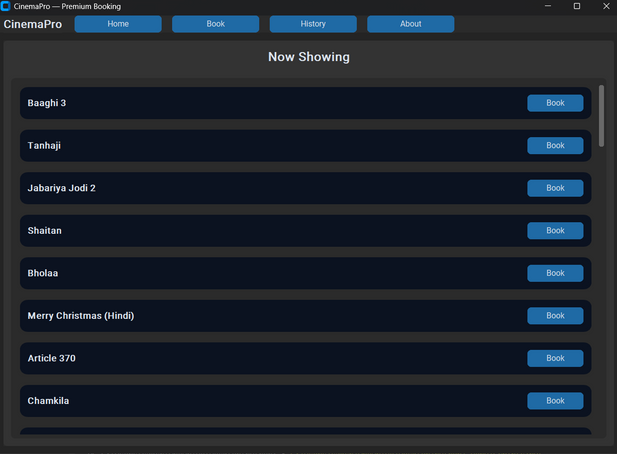 CinemaPro — Premium Booking
CinemaPro Home Book History About
Now Showing
Baaghi 3 Book
Tanhaji Book
Jabariya Jodi 2 Book
Shaitan Book
Bholaa Book
Merry Christmas (Hindi) Book
Article 370 Book
Chamkila Book